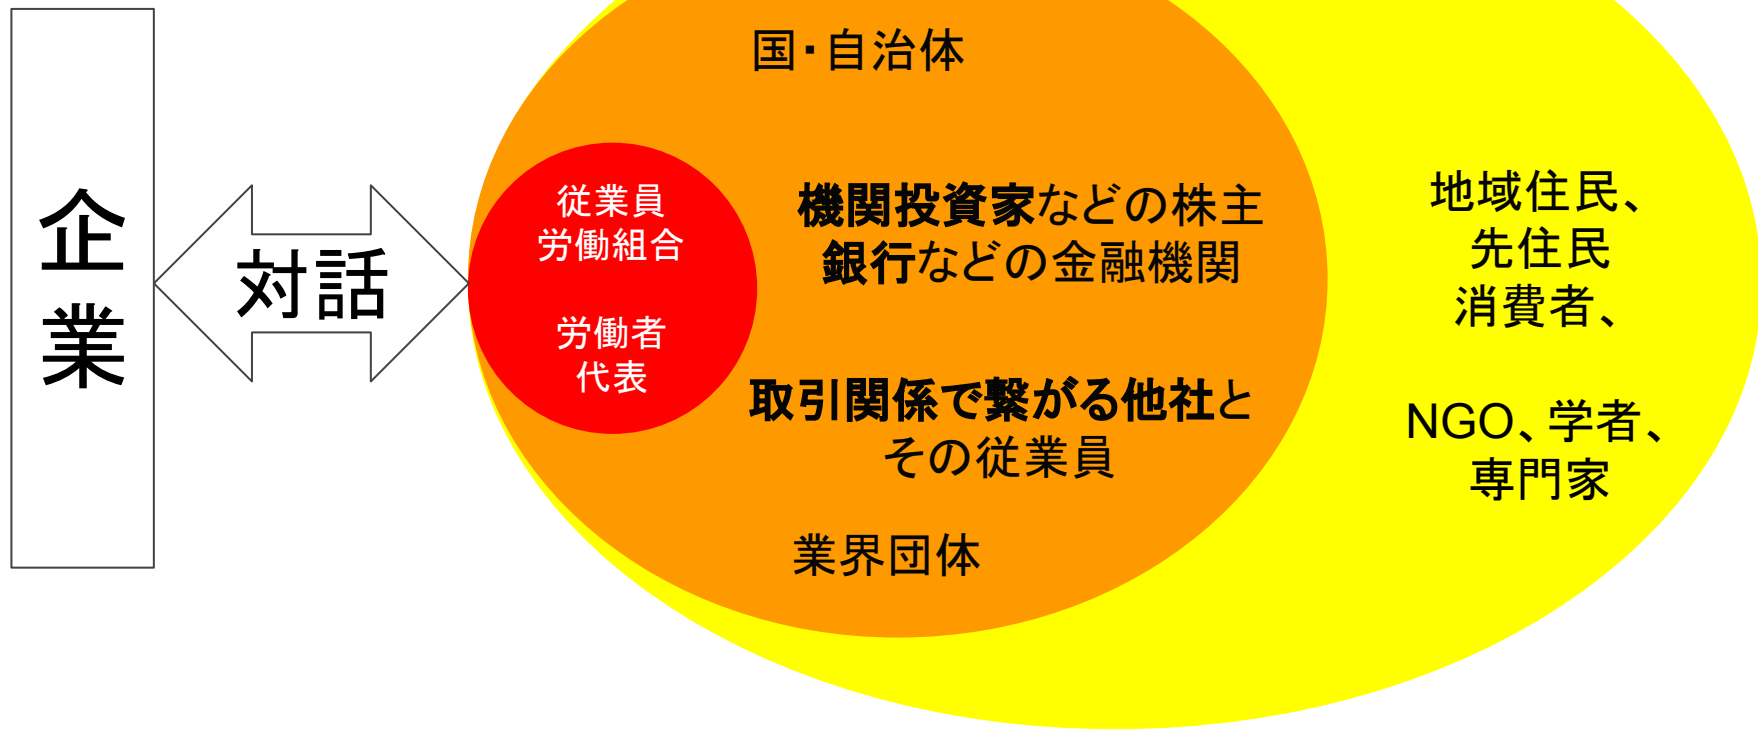 企
業
対話
従業員
労働組合
労働者
代表
国・自治体
機関投資家などの株主
銀行などの金融機関
取引関係で繋がる他社と
その従業員
業界団体
地域住民、
先住民
消費者、
NGO、学者、
専門家